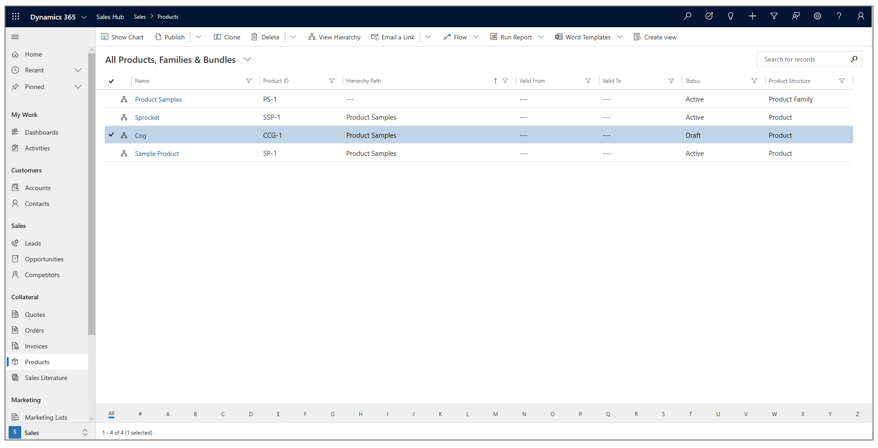 Dynamics 365 Sales Hub Sales > Products
Show Chart Publish Clone Delete View Hierarchy Email a Link Flow Run Report Word Templates Create view
Home
Recent
Pinned
My Work
Dashboards
Activities
Customers
Accounts
Contacts
Sales
Leads
Opportunities
Competitors
Collateral
Quotes
Orders
Invoices
Products
Sales Literature
Marketing
Marketing Lists
S Sales
All Products, Families & Bundles
Search for records
Name Product ID Hierarchy Path Valid From Valid To Status Product Structure
Product Samples PS-1 --- --- --- Active Product Family
Sprocket SSP-1 Product Samples --- --- Active Product
Cog CCG-1 Product Samples --- --- Draft Product
Sample Product SP-1 Product Samples --- --- Active Product
All # A B C D E F G H I J K L M N O P Q R S T U V W X Y Z
1 - 4 of 4 (1 selected)